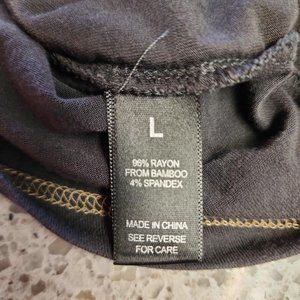 L
96% RAYON
FROM BAMBOO
4% SPANDEX
MADE IN CHINA
SEE REVERSE
FOR CARE